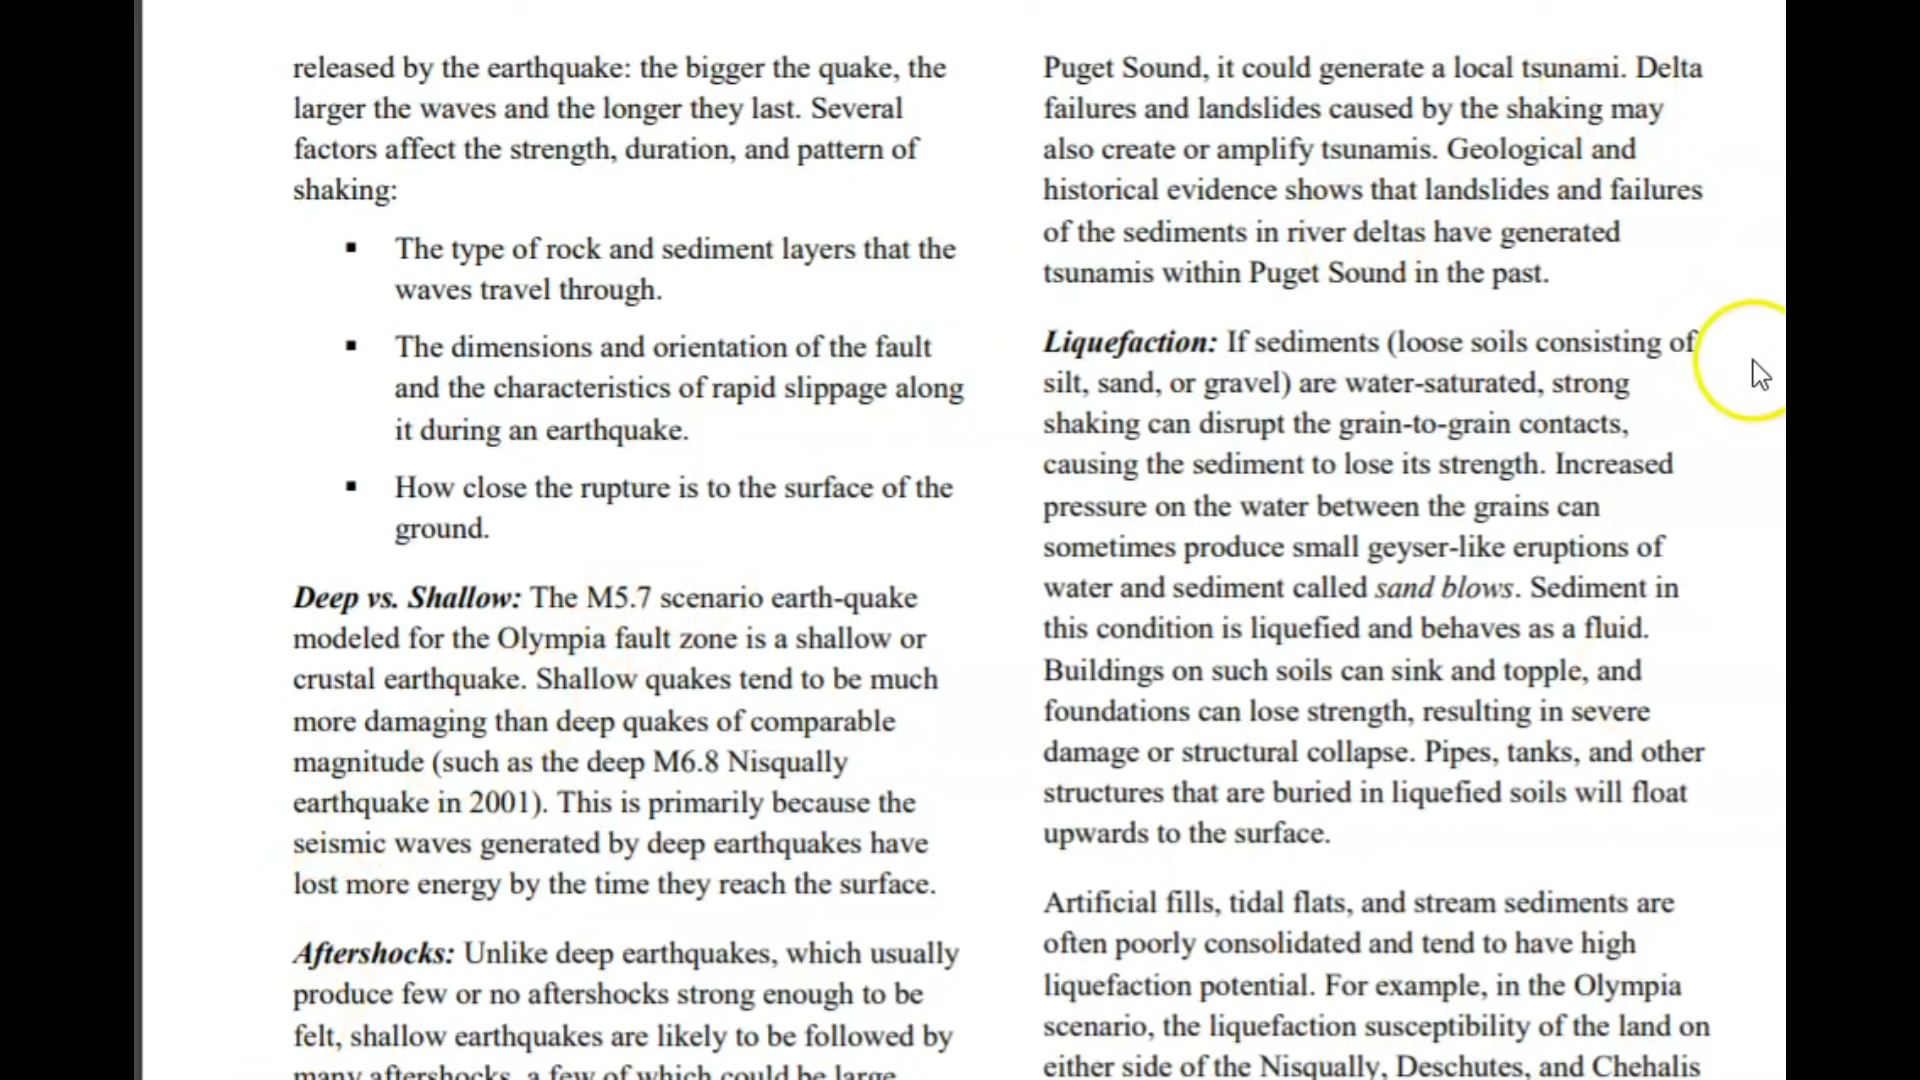 released by the earthquake: the bigger the quake, the
larger the waves and the longer they last. Several
factors affect the strength, duration, and pattern of
shaking:
▪ The type of rock and sediment layers that the
waves travel through.
▪ The dimensions and orientation of the fault
and the characteristics of rapid slippage along
it during an earthquake.
▪ How close the rupture is to the surface of the
ground.
Deep vs. Shallow: The M5.7 scenario earth-quake
modeled for the Olympia fault zone is a shallow or
crustal earthquake. Shallow quakes tend to be much
more damaging than deep quakes of comparable
magnitude (such as the deep M6.8 Nisqually
earthquake in 2001). This is primarily because the
seismic waves generated by deep earthquakes have
lost more energy by the time they reach the surface.
Aftershocks: Unlike deep earthquakes, which usually
produce few or no aftershocks strong enough to be
felt, shallow earthquakes are likely to be followed by
many aftershocks, a few of which could be large
Puget Sound, it could generate a local tsunami. Delta
failures and landslides caused by the shaking may
also create or amplify tsunamis. Geological and
historical evidence shows that landslides and failures
of the sediments in river deltas have generated
tsunamis within Puget Sound in the past.
Liquefaction: If sediments (loose soils consisting of
silt, sand, or gravel) are water-saturated, strong
shaking can disrupt the grain-to-grain contacts,
causing the sediment to lose its strength. Increased
pressure on the water between the grains can
sometimes produce small geyser-like eruptions of
water and sediment called sand blows. Sediment in
this condition is liquefied and behaves as a fluid.
Buildings on such soils can sink and topple, and
foundations can lose strength, resulting in severe
damage or structural collapse. Pipes, tanks, and other
structures that are buried in liquefied soils will float
upwards to the surface.
Artificial fills, tidal flats, and stream sediments are
often poorly consolidated and tend to have high
liquefaction potential. For example, in the Olympia
scenario, the liquefaction susceptibility of the land on
either side of the Nisqually, Deschutes, and Chehalis